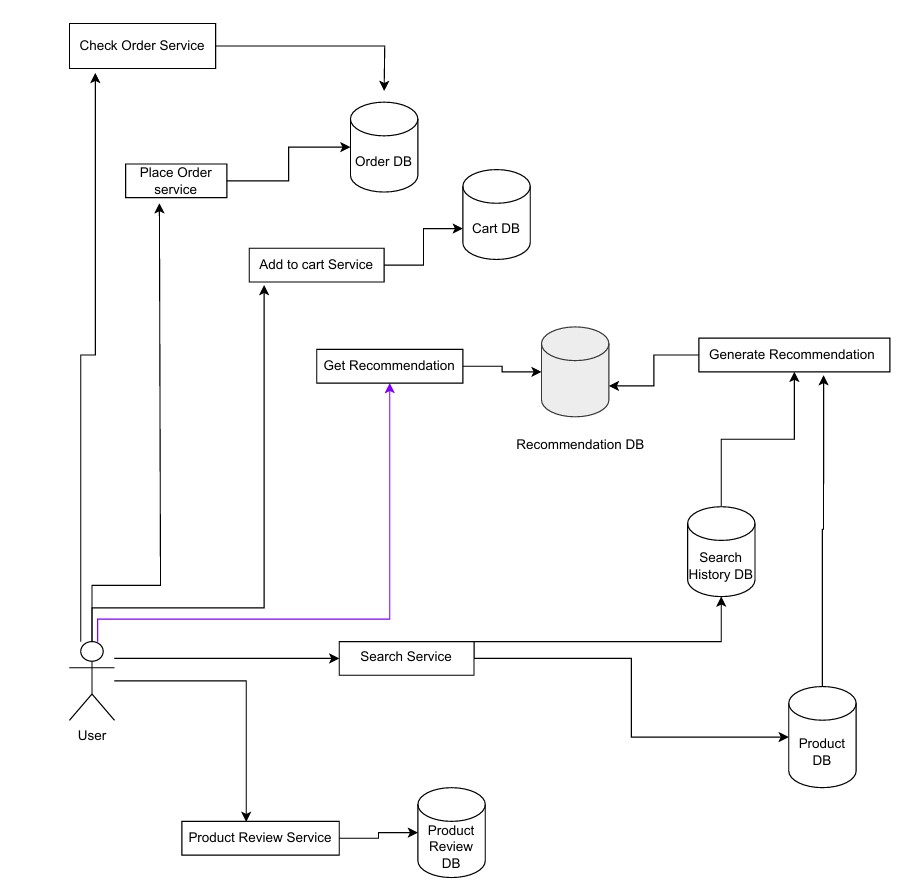 Check Order Service
Order DB
Place Order
service
Cart DB
Add to cart Service
Generate Recommendation
Get Recommendation
Recommendation DB
Search
History DB
Search Service
User
Product
DB
Product Review Service
Product
Review
DB